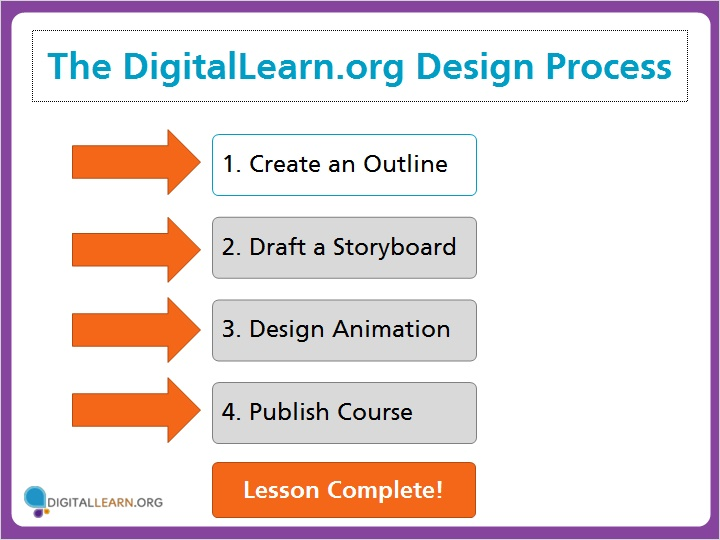 The DigitalLearn.org Design Process
1. Create an Outline
2. Draft a Storyboard
3. Design Animation
4. Publish Course
Lesson Complete!
DIGITALLEARN.ORG